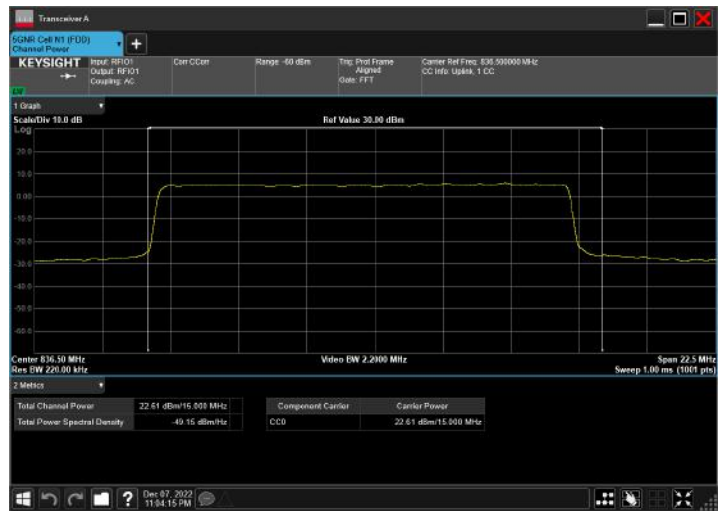 Transceiver A
5GNR Cell N1 (FDD)
Channel Power
KEYSIGHT
Input: RFIO1
Output: RFIO1
Coupling: AC
Corr CCorr
Range: -60 dBm
Trig: Prot Frame
Aligned
Gate: FFT
Carrier Ref Freq: 836.500000 MHz
CC Info: Uplink, 1 CC
1 Graph
Scale/Div 10.0 dB
Ref Value 30.00 dBm
Log
20.0
10.0
0.00
-10.0
-20.0
-30.0
-40.0
-50.0
-60.0
Center 836.50 MHz
Video BW 2.2000 MHz
Span 22.5 MHz
Res BW 220.00 kHz
Sweep 1.00 ms (1001 pts)
2 Metrics
Total Channel Power 22.61 dBm/15.000 MHz
Total Power Spectral Density -49.15 dBm/Hz
Component Carrier Carrier Power
CC0 22.61 dBm/15.000 MHz
Dec 07, 2022
11:04:15 PM